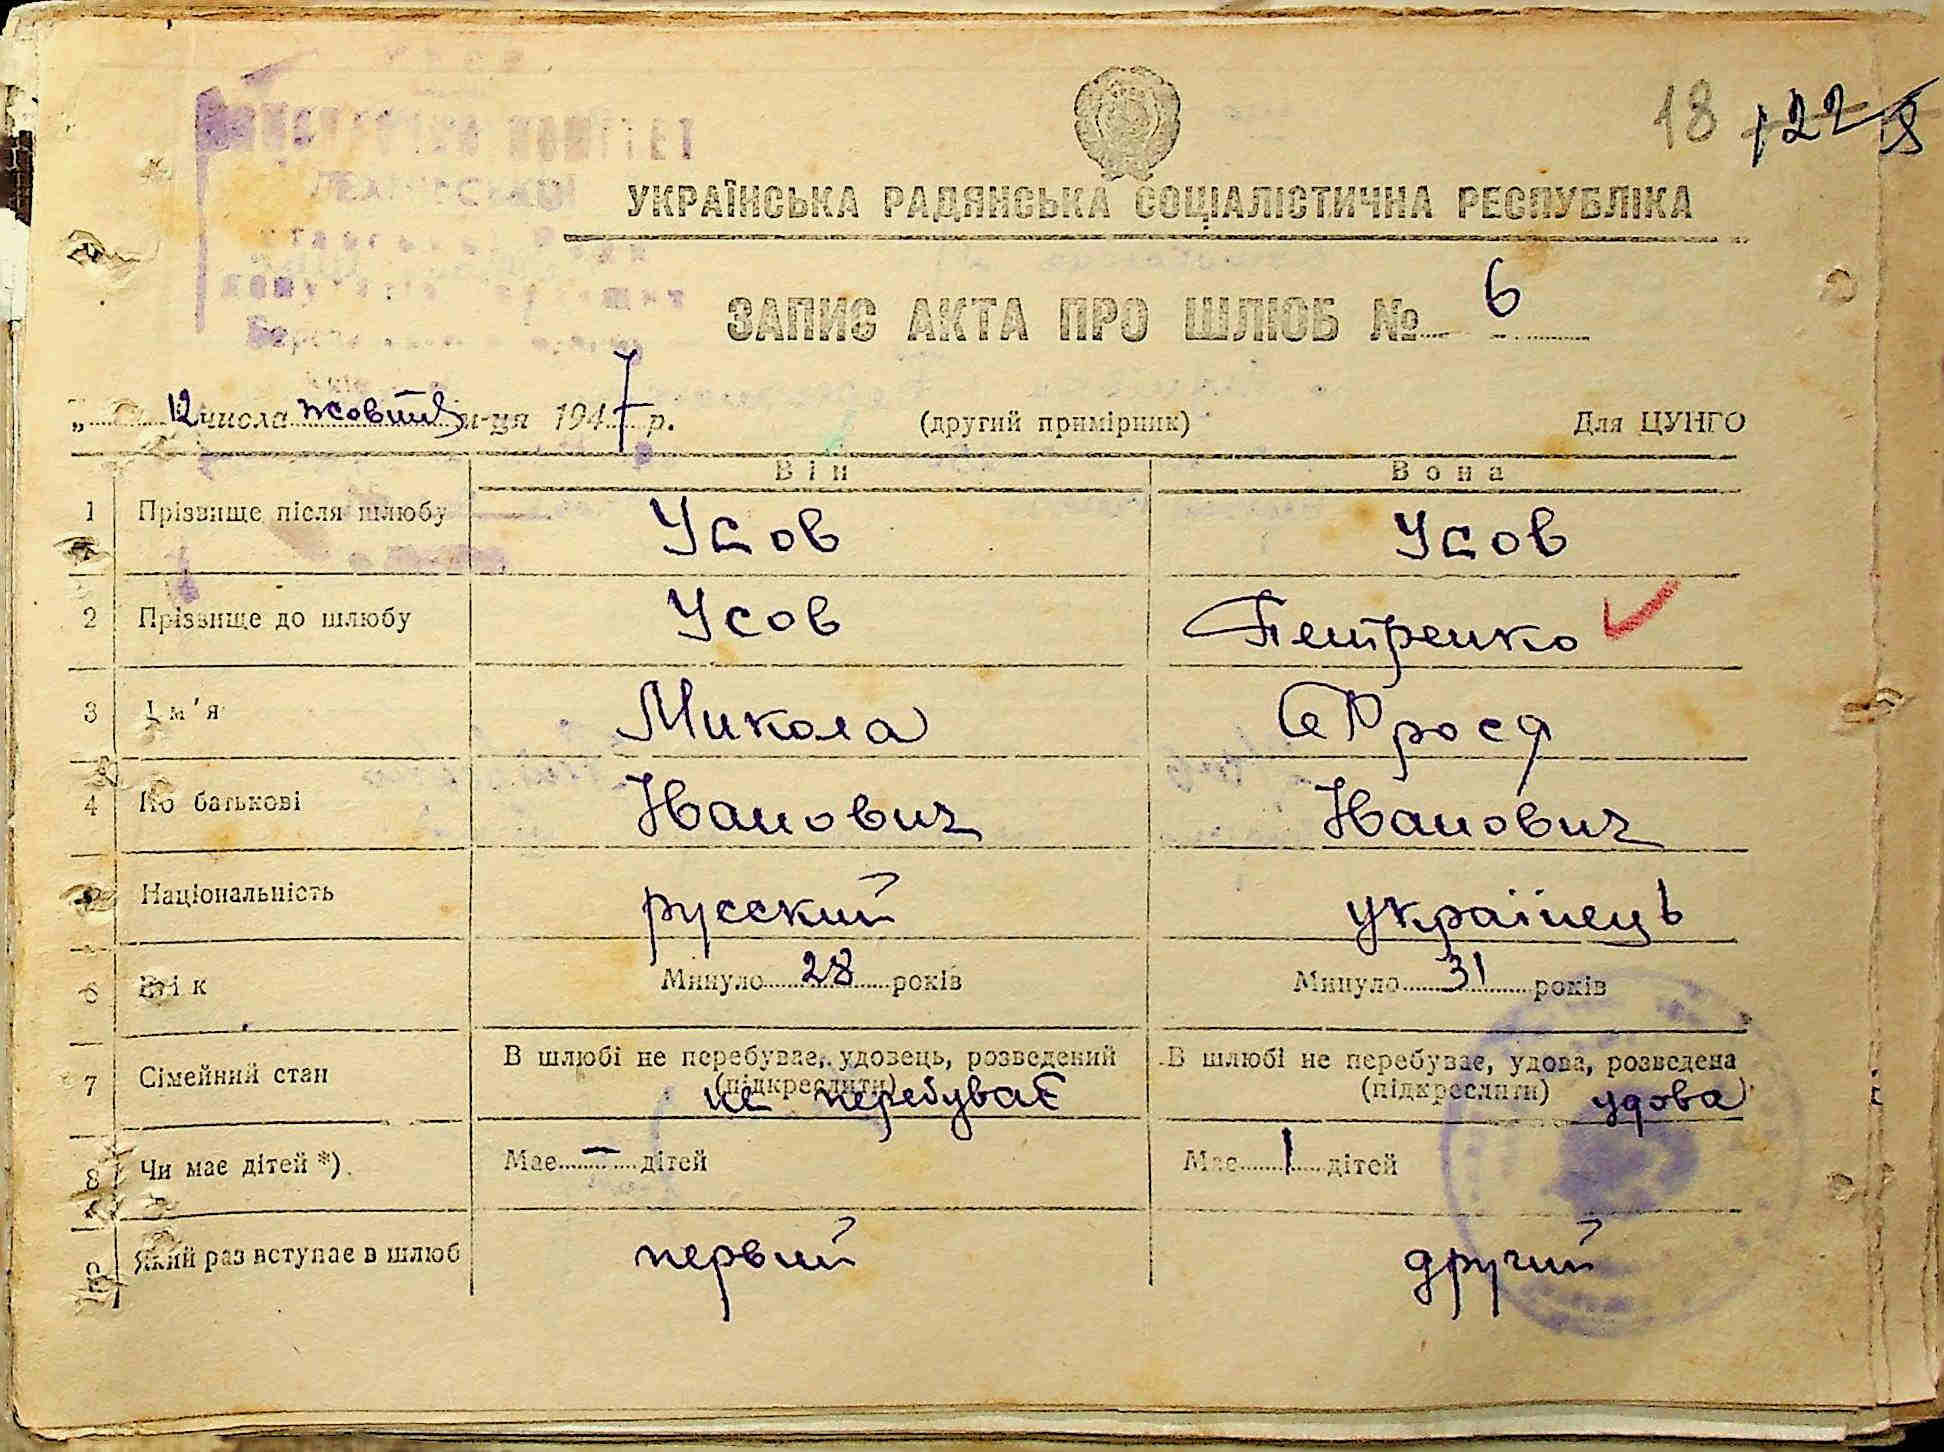 18 122 8
УКРАЇНСЬКА РАДЯНСЬКА СОЦІАЛІСТИЧНА РЕСПУБЛІКА
ЗАПИС АКТА ПРО ШЛЮБ № 6
„ 12 числа жовтня м-ця 1947 р. (другий примірник) Для ЦУНГО
Він Вона
1 Прізвище після шлюбу Усов Усов
2 Прізвище до шлюбу Усов Петренко
3 Ім'я Микола Єфрося
4 По батькові Иванович Иванович
Національність русский українець
6 Вік Минуло 28 років Минуло 31 років
7 Сімейний стан В шлюбі не перебуває, удовець, розведений В шлюбі не перебуває, удова, розведена
(підкреслити) (підкреслити)
не перебуває удова
8 Чи має дітей *) Має – дітей Має 1 дітей
9 Який раз вступає в шлюб первий другий